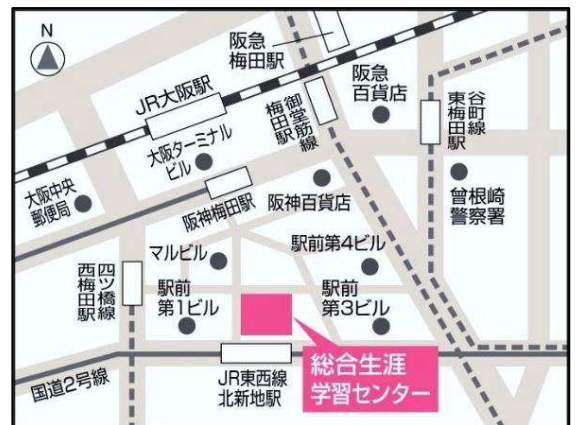 N
阪急
梅田駅
JR大阪駅
阪急
百貨店
御堂筋線
梅田駅
谷町線
東梅田駅
大阪ターミナル
ビル
大阪中央
郵便局
阪神梅田駅
阪神百貨店
曾根崎
警察署
マルビル
駅前第4ビル
四ツ橋線
西梅田駅
駅前
第1ビル
駅前
第3ビル
総合生涯
学習センター
国道2号線
JR東西線
北新地駅